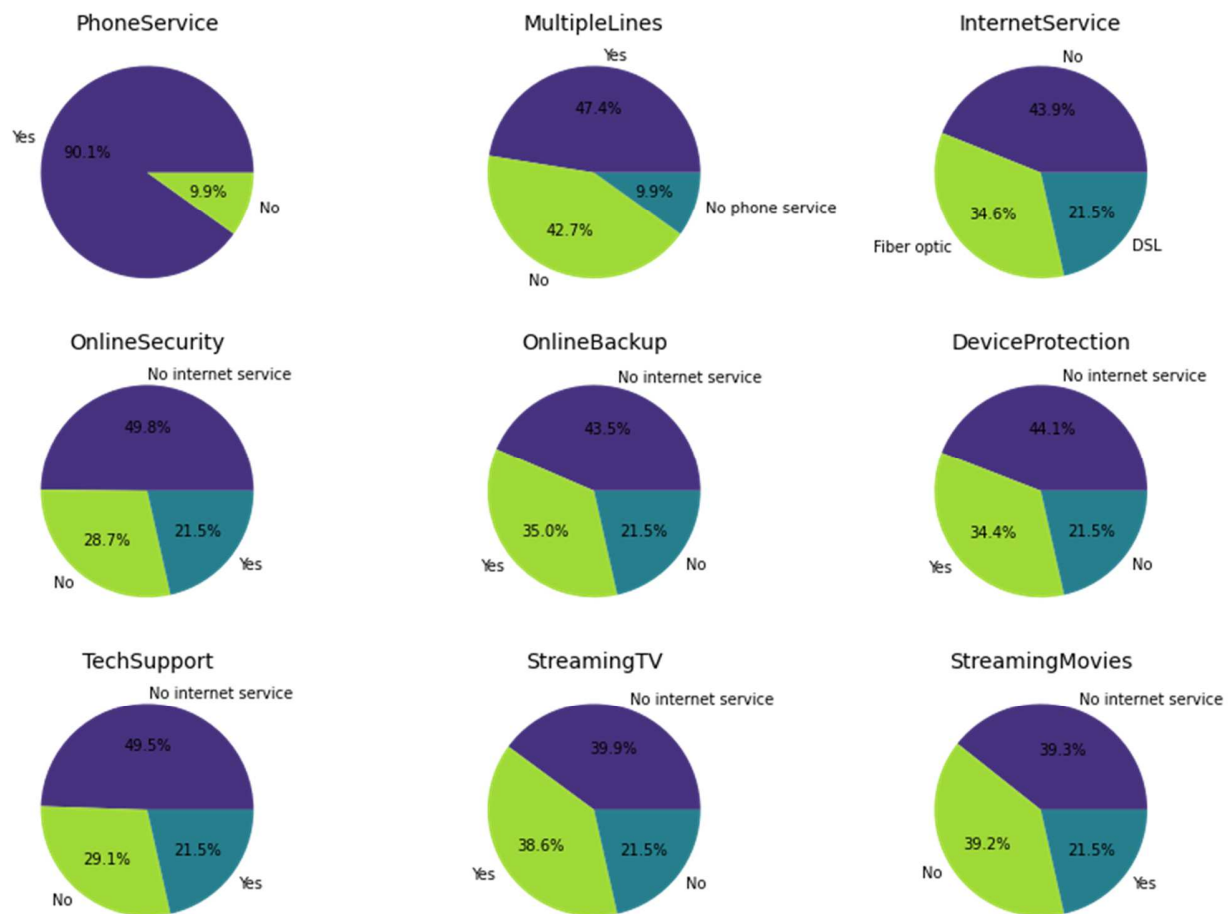 PhoneService
Yes
90.1%
9.9%
No
MultipleLines
Yes
47.4%
9.9%
No phone service
42.7%
No
InternetService
No
43.9%
34.6%
21.5%
Fiber optic
DSL
OnlineSecurity
No internet service
49.8%
28.7%
21.5%
No
Yes
OnlineBackup
No internet service
43.5%
35.0%
21.5%
Yes
No
DeviceProtection
No internet service
44.1%
34.4%
21.5%
Yes
No
TechSupport
No internet service
49.5%
29.1%
21.5%
No
Yes
StreamingTV
No internet service
39.9%
38.6%
21.5%
Yes
No
StreamingMovies
No internet service
39.3%
39.2%
21.5%
No
Yes